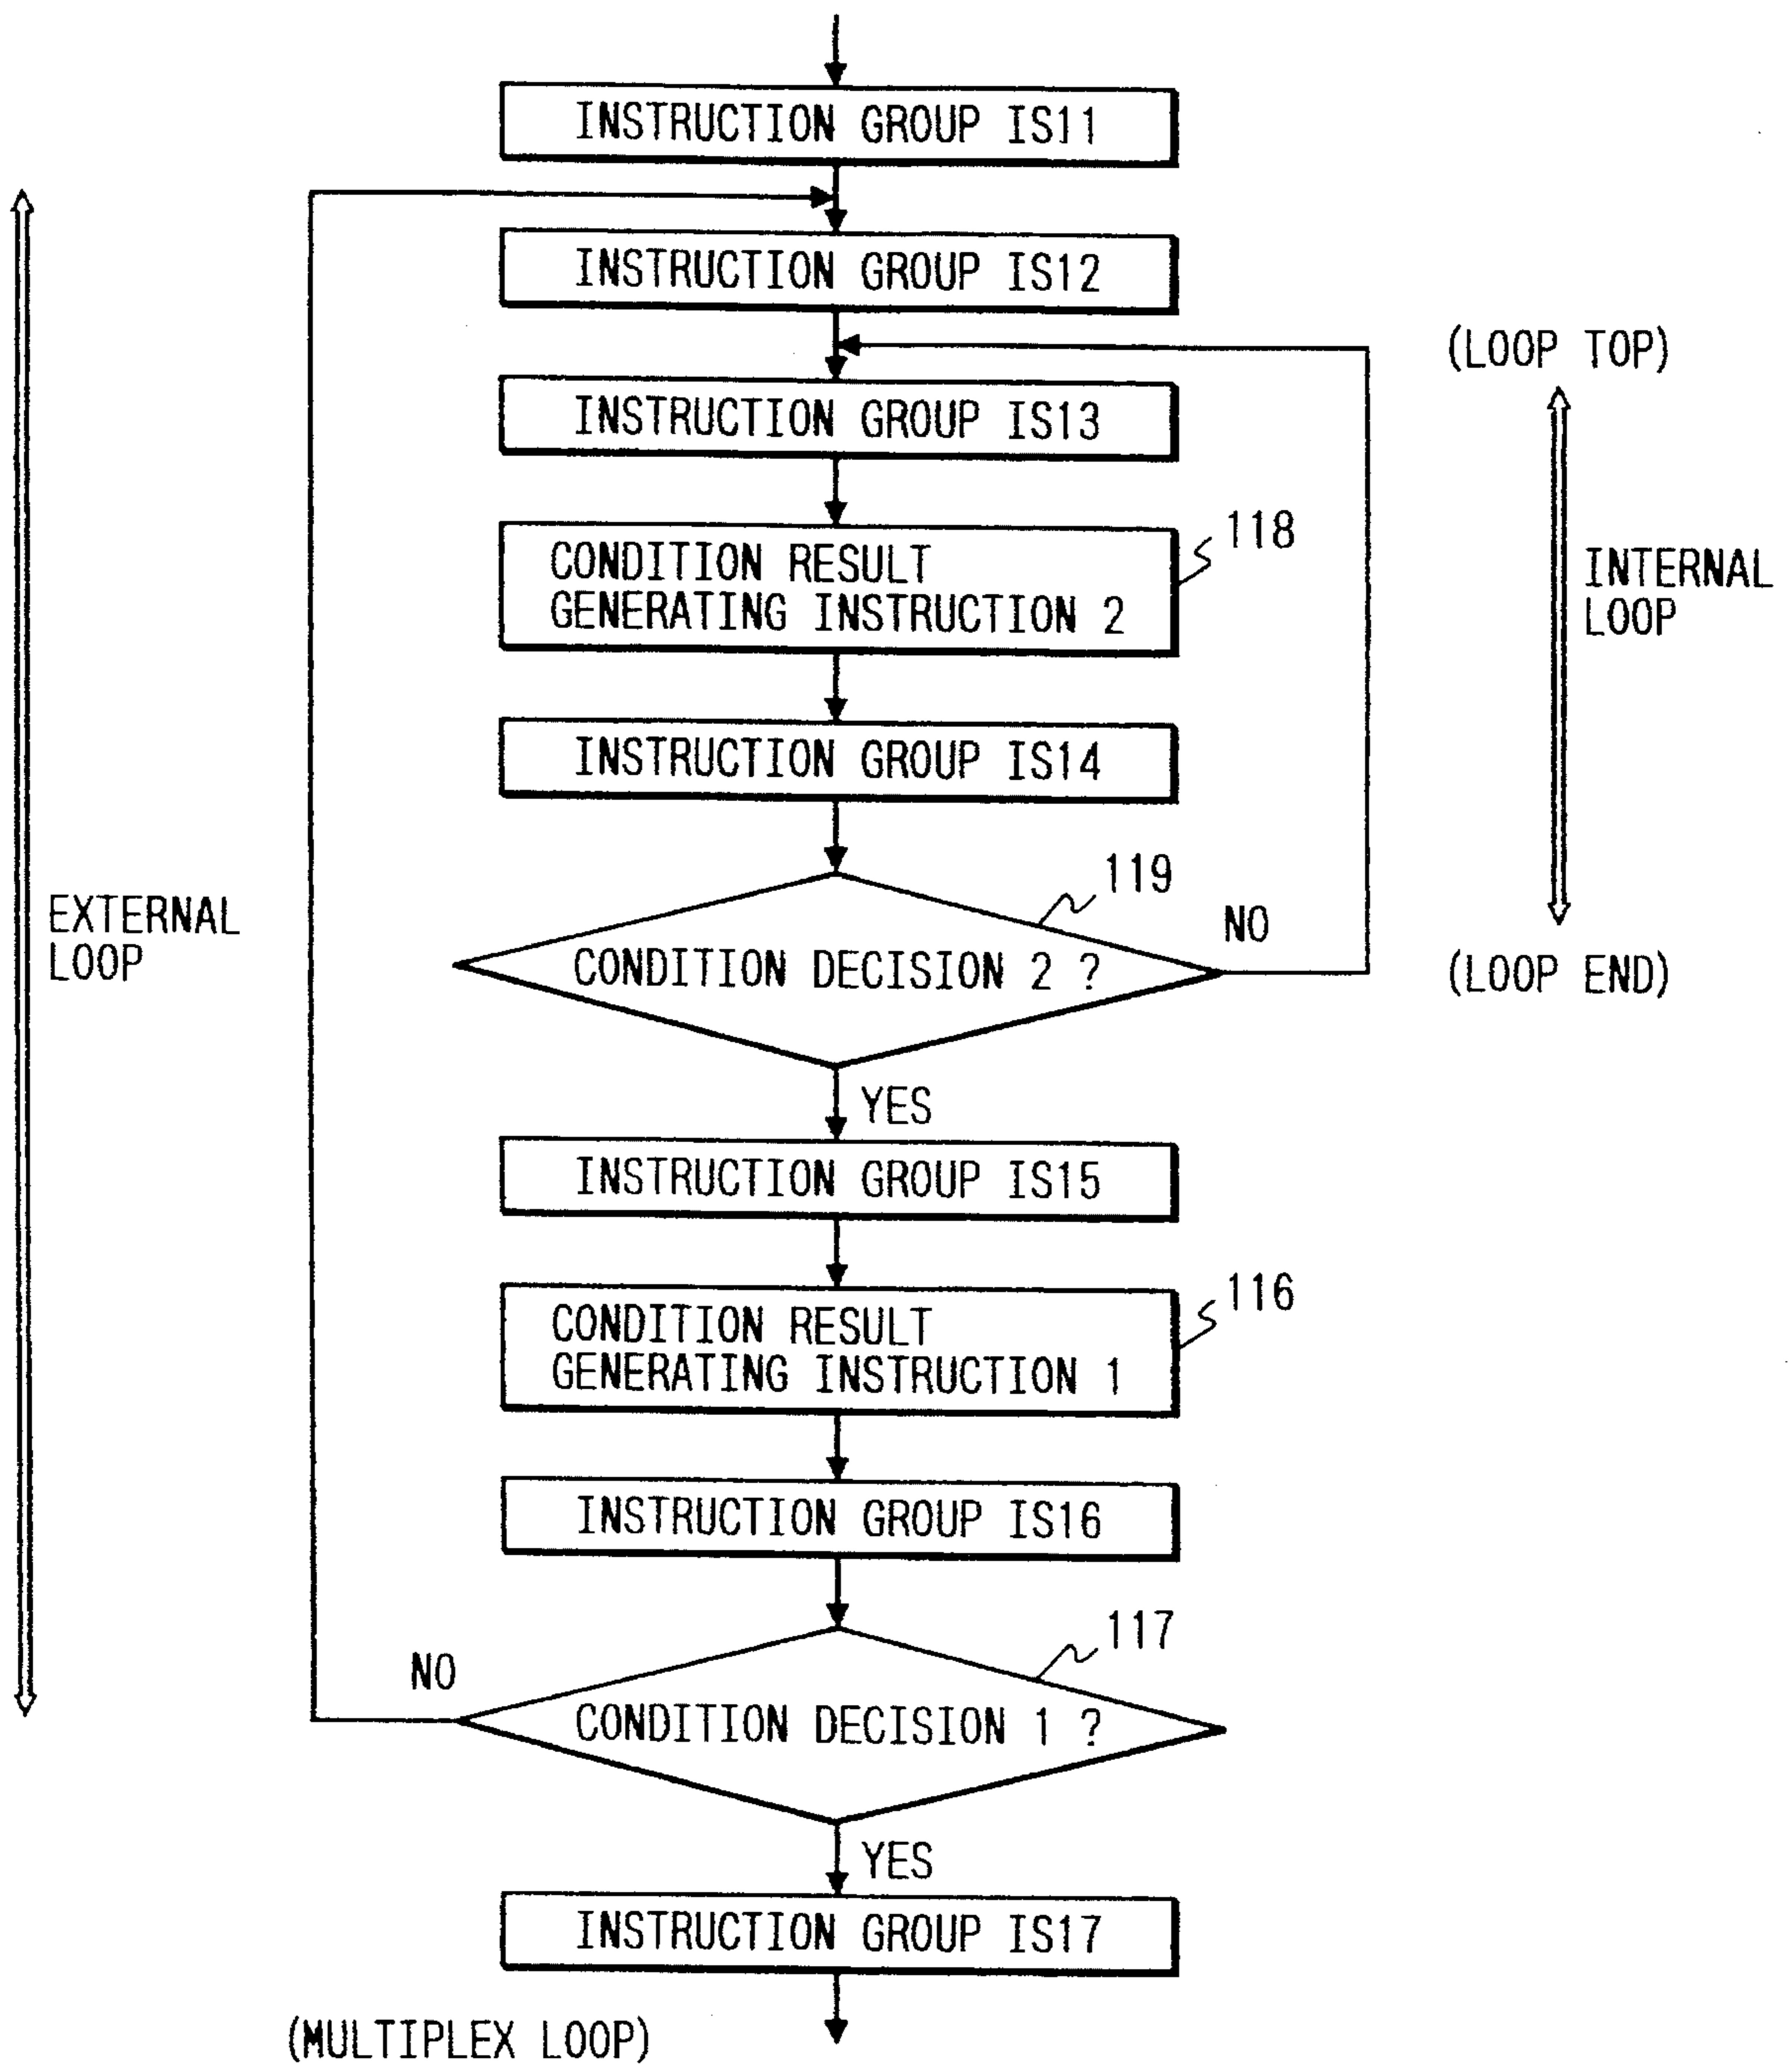 INSTRUCTION GROUP IS11
INSTRUCTION GROUP IS12
(LOOP TOP)
INSTRUCTION GROUP IS13
118
CONDITION RESULT
GENERATING INSTRUCTION 2
INTERNAL
LOOP
INSTRUCTION GROUP IS14
119
EXTERNAL
LOOP
NO
CONDITION DECISION 2 ?
(LOOP END)
YES
INSTRUCTION GROUP IS15
116
CONDITION RESULT
GENERATING INSTRUCTION 1
INSTRUCTION GROUP IS16
117
NO
CONDITION DECISION 1 ?
YES
INSTRUCTION GROUP IS17
(MULTIPLEX LOOP)